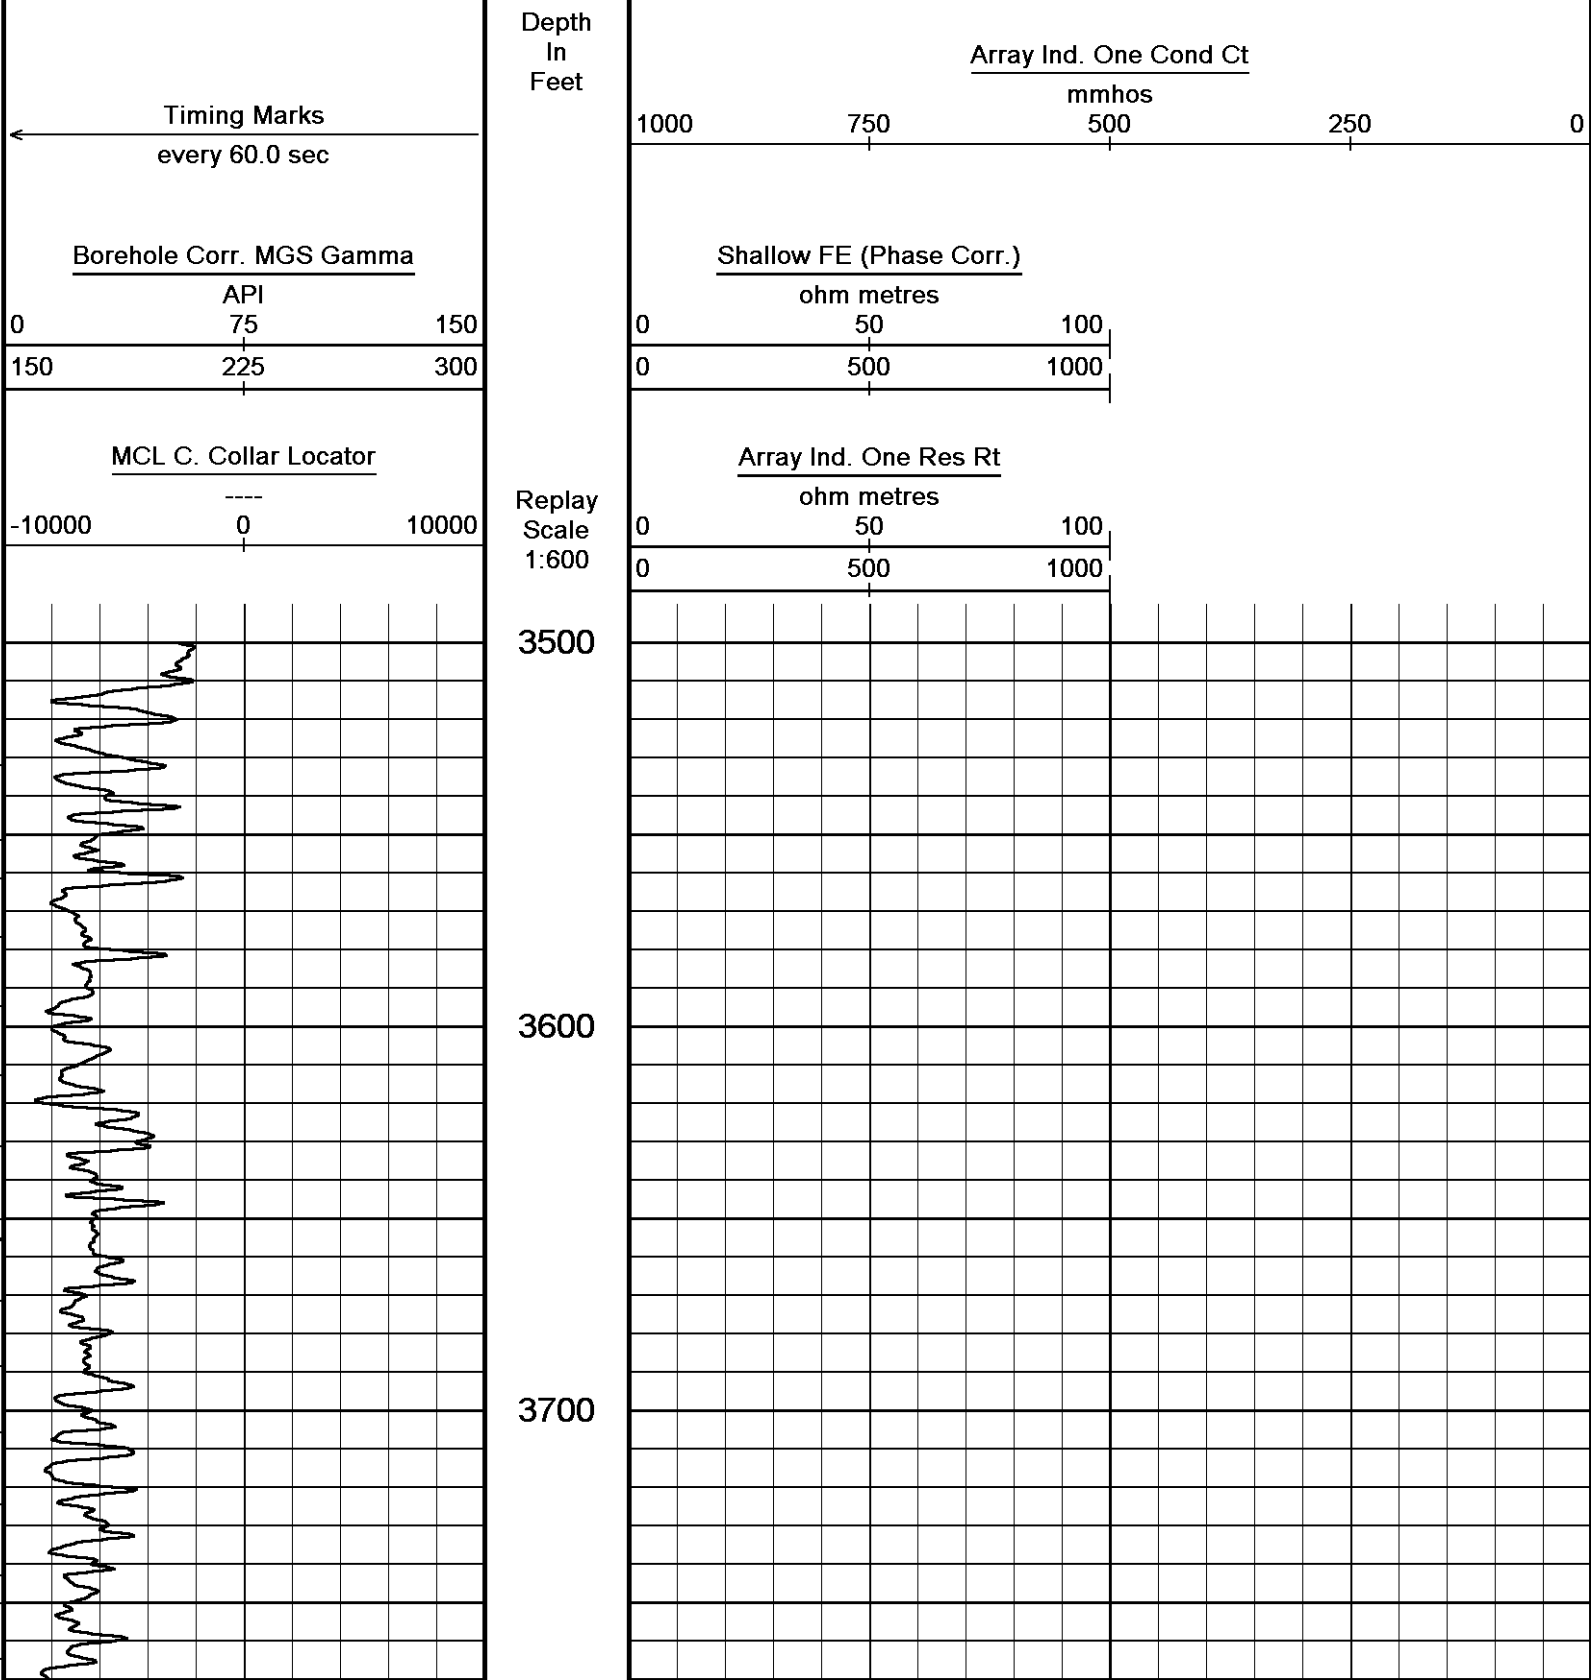 Timing Marks
every 60.0 sec
Borehole Corr. MGS Gamma
API
0 75 150
150 225 300
MCL C. Collar Locator
----
-10000 0 10000
Depth
In
Feet
Replay
Scale
1:600
Array Ind. One Cond Ct
mmhos
1000 750 500 250 0
Shallow FE (Phase Corr.)
ohm metres
0 50 100
0 500 1000
Array Ind. One Res Rt
ohm metres
0 50 100
0 500 1000
3500
3600
3700